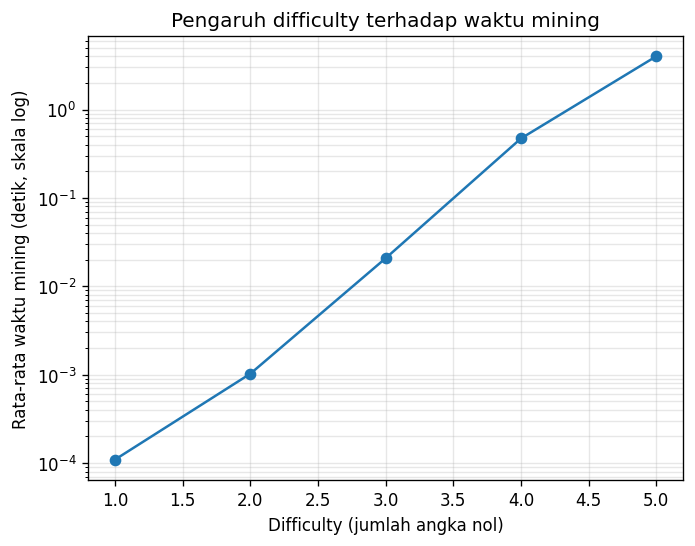 Pengaruh difficulty terhadap waktu mining
Rata-rata waktu mining (detik, skala log)
10⁰
10⁻¹
10⁻²
10⁻³
10⁻⁴
1.0 1.5 2.0 2.5 3.0 3.5 4.0 4.5 5.0
Difficulty (jumlah angka nol)